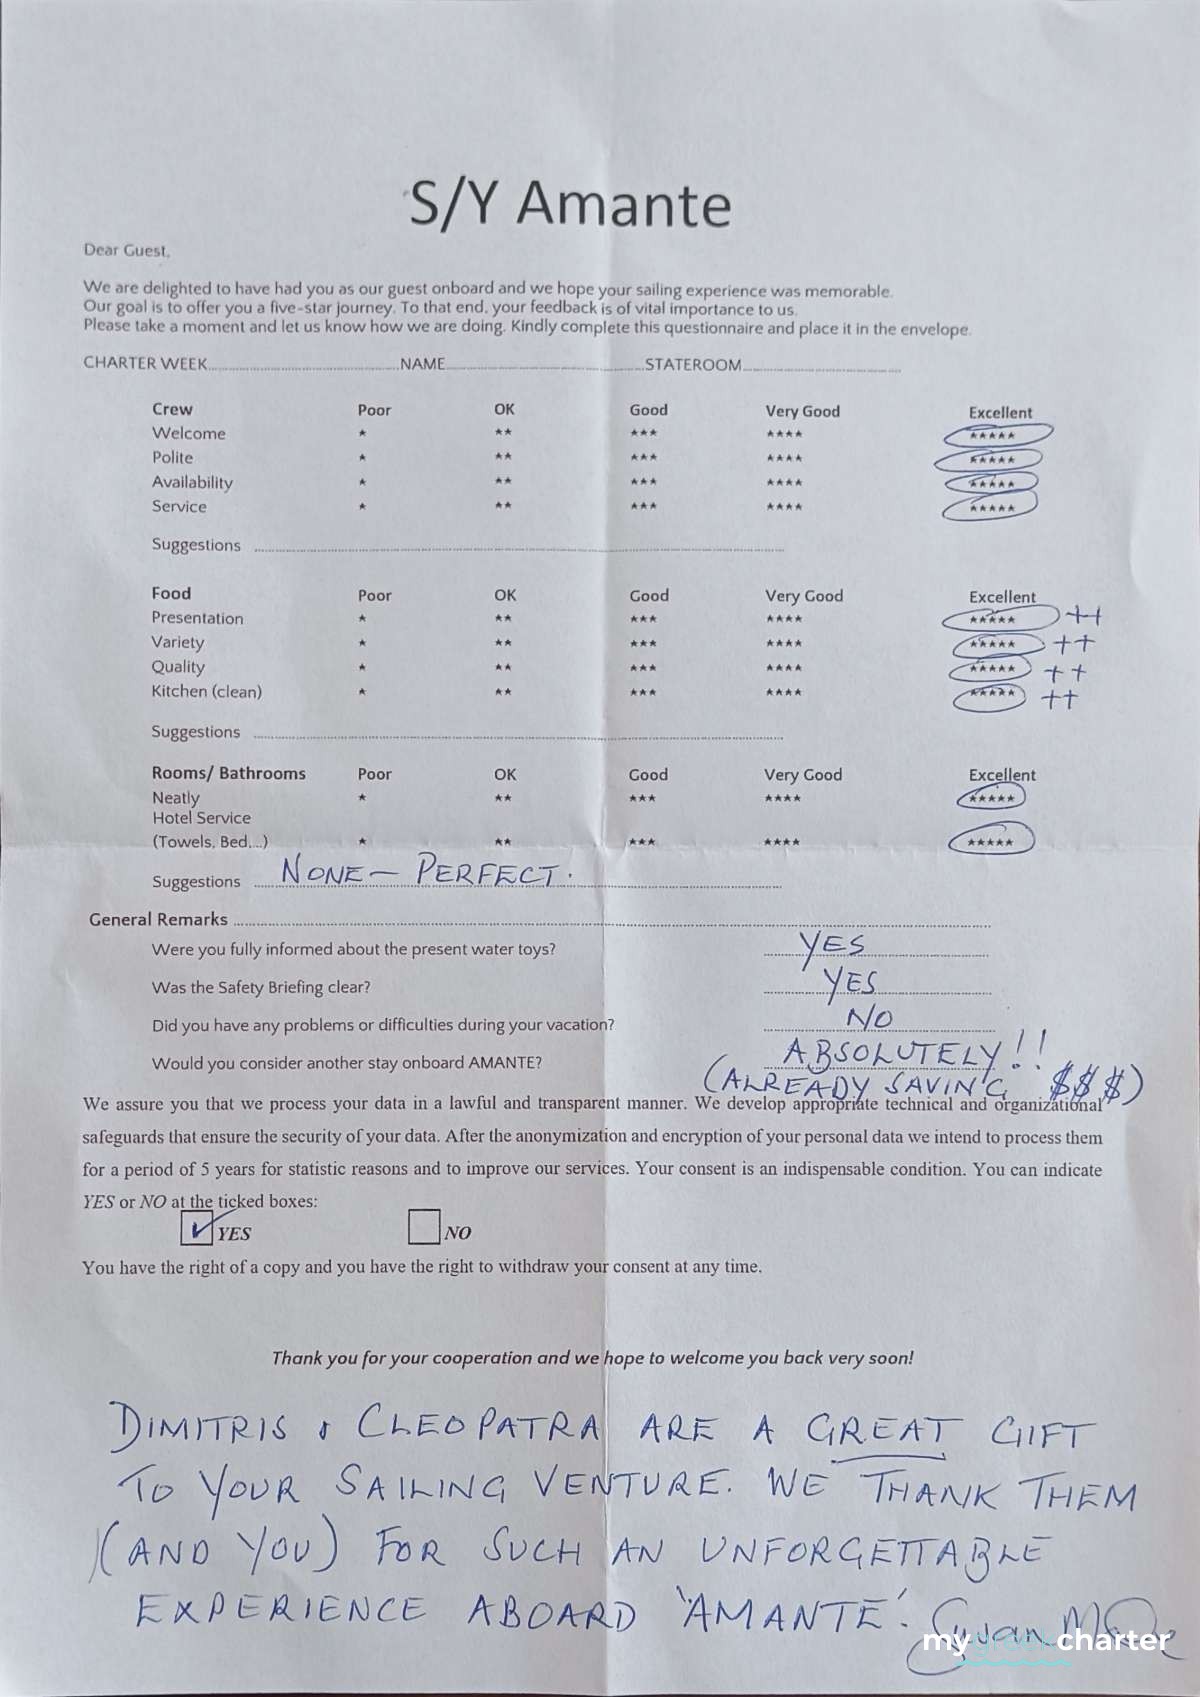 S/Y Amante
Dear Guest,
We are delighted to have had you as our guest onboard and we hope your sailing experience was memorable.
Our goal is to offer you a five-star journey. To that end, your feedback is of vital importance to us.
Please take a moment and let us know how we are doing. Kindly complete this questionnaire and place it in the envelope.
CHARTER WEEK............NAME............STATEROOM............
Crew Poor OK Good Very Good Excellent
Welcome * ** *** **** *****
Polite * ** *** **** *****
Availability * ** *** **** *****
Service * ** *** **** *****
Suggestions ............
Food Poor OK Good Very Good Excellent
Presentation * ** *** **** ***** ++
Variety * ** *** **** ***** ++
Quality * ** *** **** ***** ++
Kitchen (clean) * ** *** **** ***** ++
Suggestions ............
Rooms/ Bathrooms Poor OK Good Very Good Excellent
Neatly * ** *** **** *****
Hotel Service
(Towels, Bed,...) * ** *** **** *****
Suggestions NONE — PERFECT.
General Remarks ............
Were you fully informed about the present water toys? YES
Was the Safety Briefing clear? YES
Did you have any problems or difficulties during your vacation? NO
Would you consider another stay onboard AMANTE? ABSOLUTELY!!
(ALREADY SAVING $$$)
We assure you that we process your data in a lawful and transparent manner. We develop appropriate technical and organizational
safeguards that ensure the security of your data. After the anonymization and encryption of your personal data we intend to process them
for a period of 5 years for statistic reasons and to improve our services. Your consent is an indispensable condition. You can indicate
YES or NO at the ticked boxes:
YES NO
You have the right of a copy and you have the right to withdraw your consent at any time.
Thank you for your cooperation and we hope to welcome you back very soon!
DIMITRIS & CLEOPATRA ARE A GREAT GIFT
TO YOUR SAILING VENTURE. WE THANK THEM
(AND YOU) FOR SUCH AN UNFORGETTABLE
EXPERIENCE ABOARD 'AMANTE'. Susan
mygreekcharter